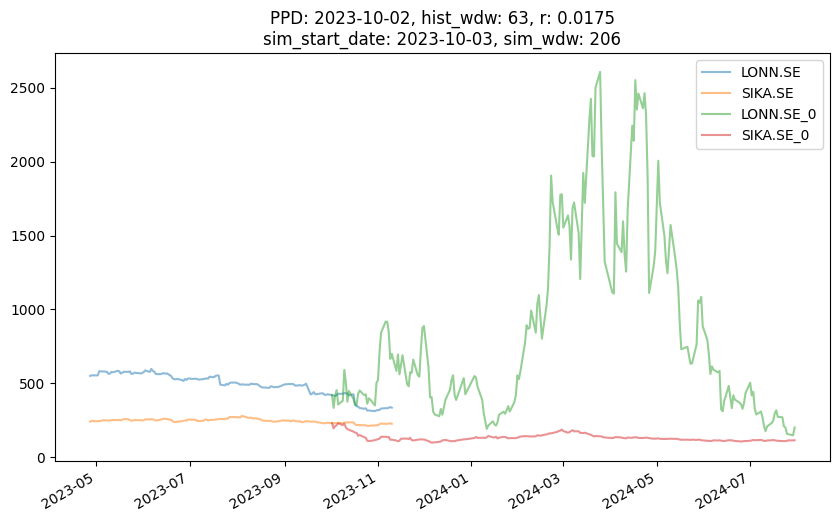 PPD: 2023-10-02, hist_wdw: 63, r: 0.0175
sim_start_date: 2023-10-03, sim_wdw: 206
LONN.SE
SIKA.SE
LONN.SE_0
SIKA.SE_0
2500
2000
1500
1000
500
0
2023-05
2023-07
2023-09
2023-11
2024-01
2024-03
2024-05
2024-07